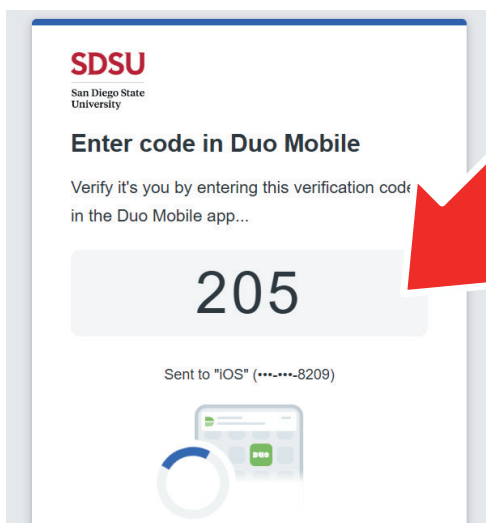 SDSU
San Diego State
University
Enter code in Duo Mobile
Verify it's you by entering this verification code
in the Duo Mobile app...
205
Sent to "iOS" (•••-•••-8209)
DUO